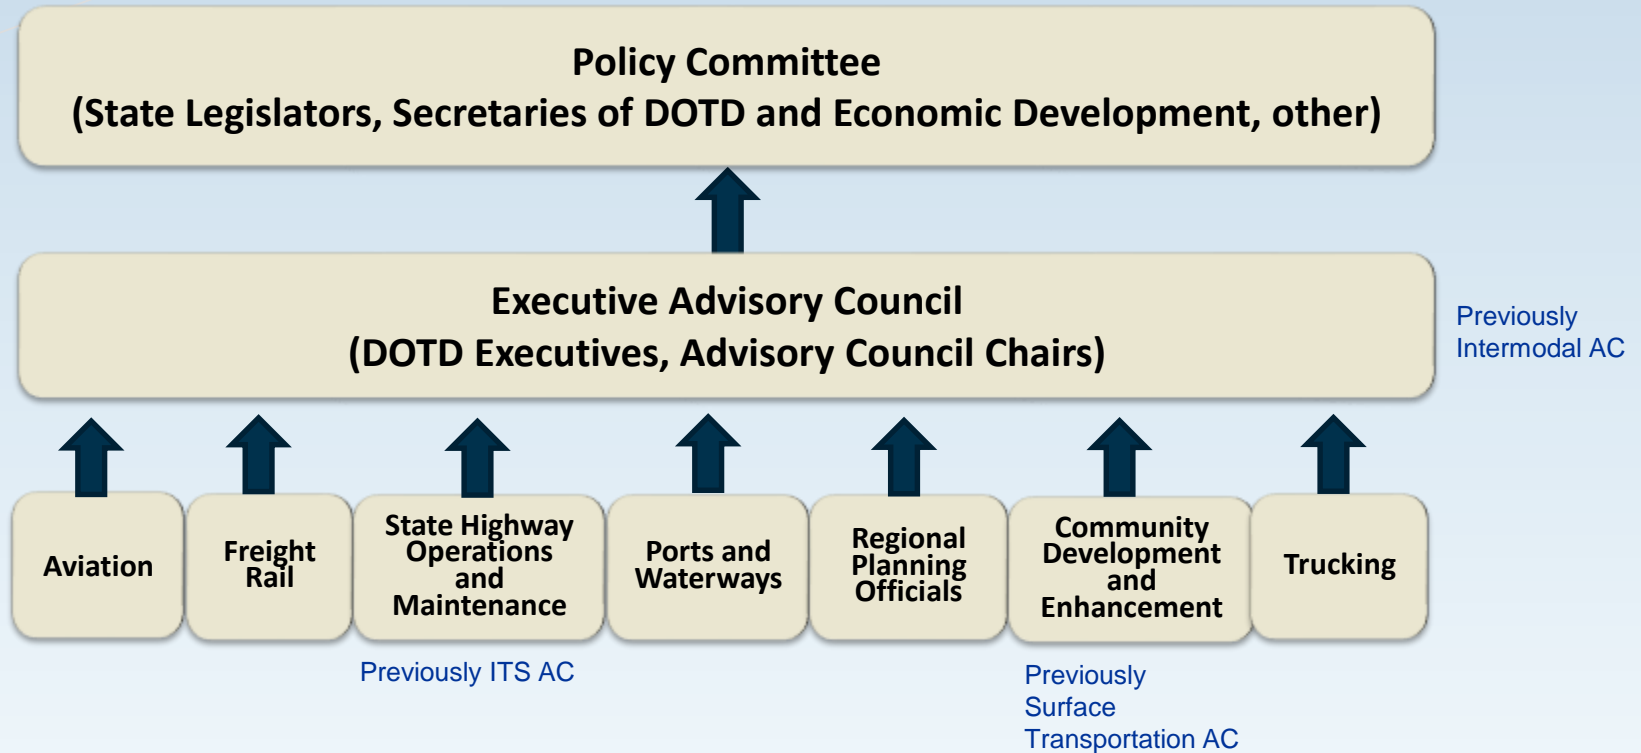 Policy Committee
(State Legislators, Secretaries of DOTD and Economic Development, other)
Executive Advisory Council
(DOTD Executives, Advisory Council Chairs)
Previously
Intermodal AC
Aviation
Freight
Rail
State Highway
Operations
and
Maintenance
Ports and
Waterways
Regional
Planning
Officials
Community
Development
and
Enhancement
Trucking
Previously ITS AC
Previously
Surface
Transportation AC